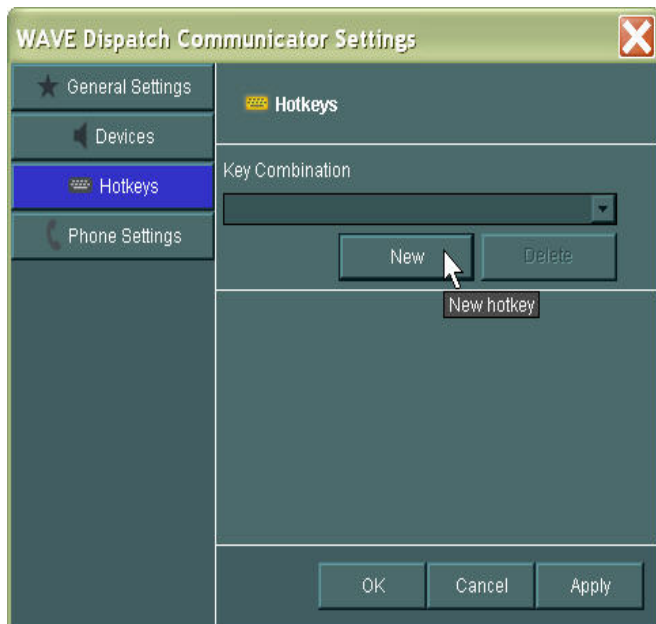 WAVE Dispatch Communicator Settings
General Settings
Devices
Hotkeys
Phone Settings
Hotkeys
Key Combination
New
Delete
New hotkey
OK
Cancel
Apply